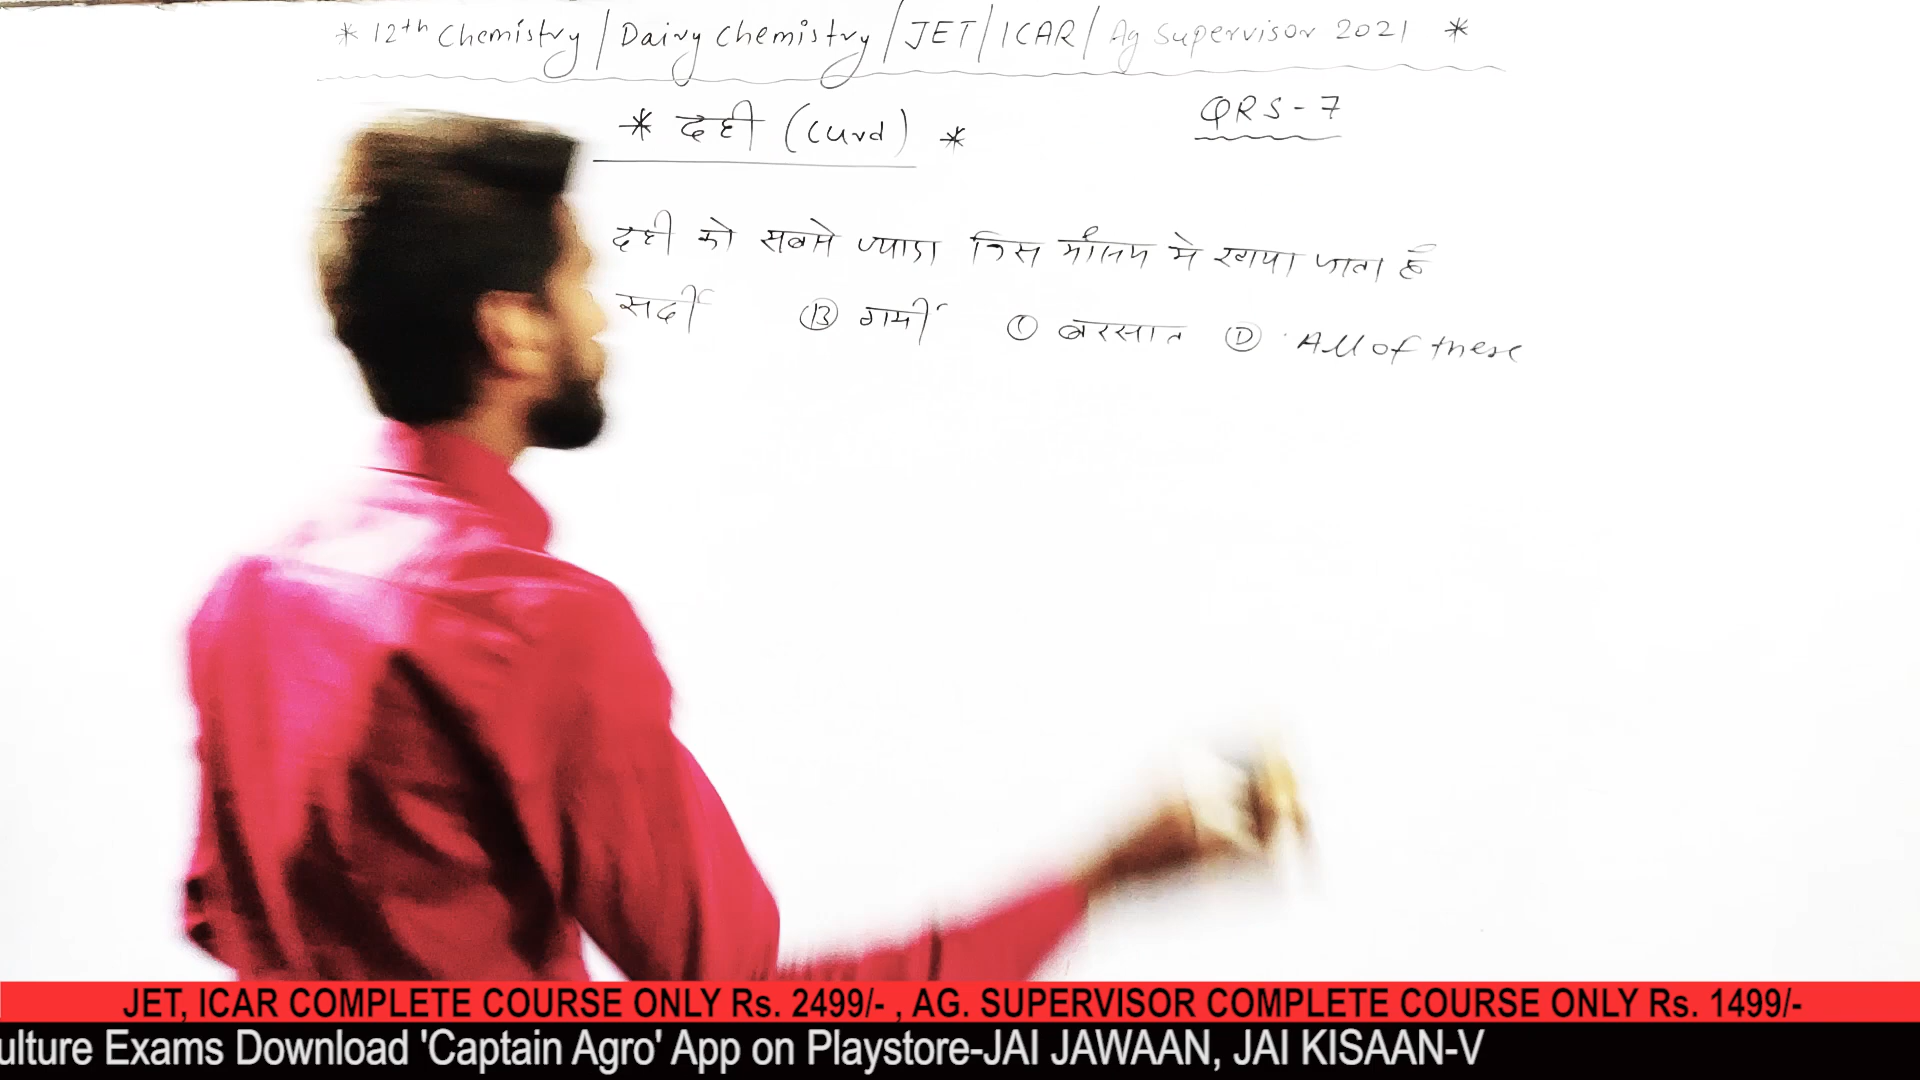 * 12th Chemistry / Dairy Chemistry / JET / ICAR / Ag Supervisor 2021 *
QRS-7
* दही (Curd) *
दही को सबसे ज्यादा किस मौसम मे खाया जाता है
सर्दी Ⓑ गर्मी Ⓒ बरसात Ⓓ All of these
JET, ICAR COMPLETE COURSE ONLY Rs. 2499/- , AG. SUPERVISOR COMPLETE COURSE ONLY Rs. 1499/-
ulture Exams Download 'Captain Agro' App on Playstore-JAI JAWAAN, JAI KISAAN-V